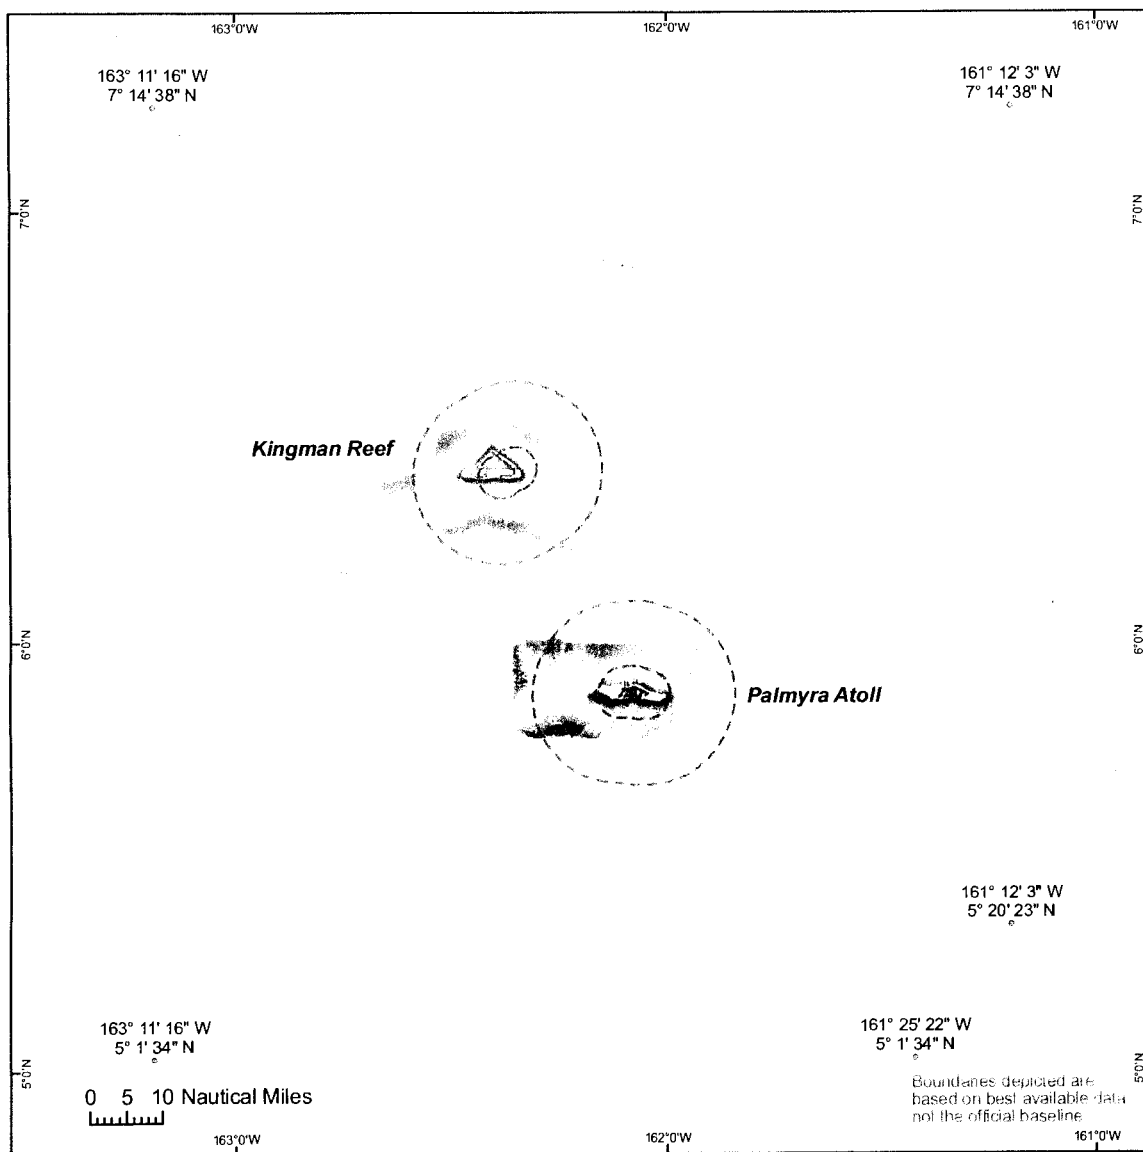 163°0'W
162°0'W
161°0'W
163° 11' 16" W
7° 14' 38" N
161° 12' 3" W
7° 14' 38" N
7°0'N
7°0'N
Kingman Reef
6°0'N
6°0'N
Palmyra Atoll
161° 12' 3" W
5° 20' 23" N
163° 11' 16" W
5° 1' 34" N
161° 25' 22" W
5° 1' 34" N
5°0'N
5°0'N
0 5 10 Nautical Miles
Boundaries depicted are
based on best available data
not the official baseline
163°0'W
162°0'W
161°0'W